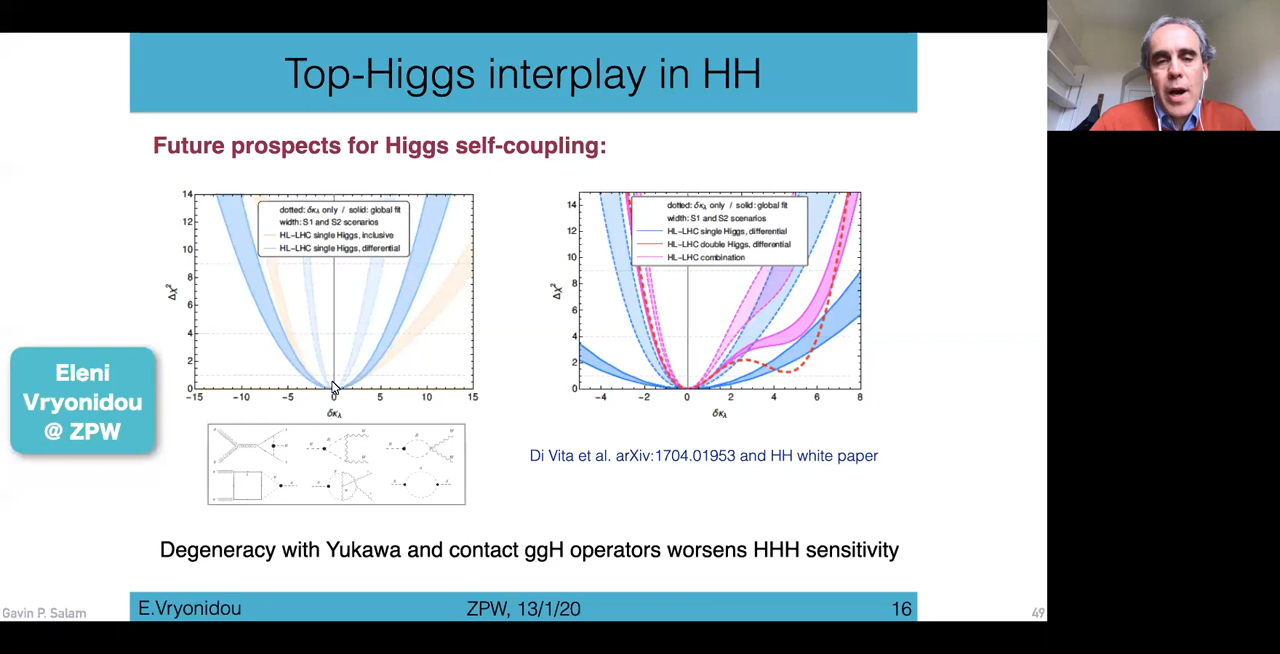 Top-Higgs interplay in HH
Future prospects for Higgs self-coupling:
14
12
10
8
6
4
2
0
Δχ²
dotted: δκλ only / solid: global fit
width: S1 and S2 scenarios
HL-LHC single Higgs, inclusive
HL-LHC single Higgs, differential
-15 -10 -5 0 5 10 15
δκλ
14
12
10
8
6
4
2
0
Δχ²
dotted: δκλ only / solid: global fit
width: S1 and S2 scenarios
HL-LHC single Higgs, differential
HL-LHC double Higgs, differential
HL-LHC combination
-4 -2 0 2 4 6 8
δκλ
Eleni
Vryonidou
@ ZPW
Di Vita et al. arXiv:1704.01953 and HH white paper
Degeneracy with Yukawa and contact ggH operators worsens HHH sensitivity
Gavin P. Salam
E.Vryonidou
ZPW, 13/1/20
16
49